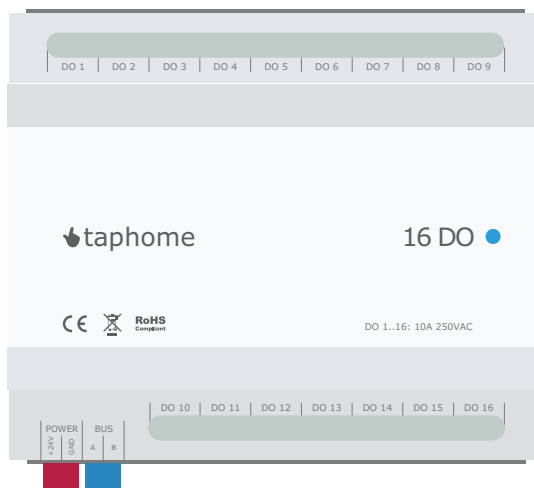 DO 1 DO 2 DO 3 DO 4 DO 5 DO 6 DO 7 DO 8 DO 9
taphome 16 DO
CE RoHS
Compliant
DO 1..16: 10A 250VAC
DO 10 DO 11 DO 12 DO 13 DO 14 DO 15 DO 16
POWER BUS
+24V GND A B